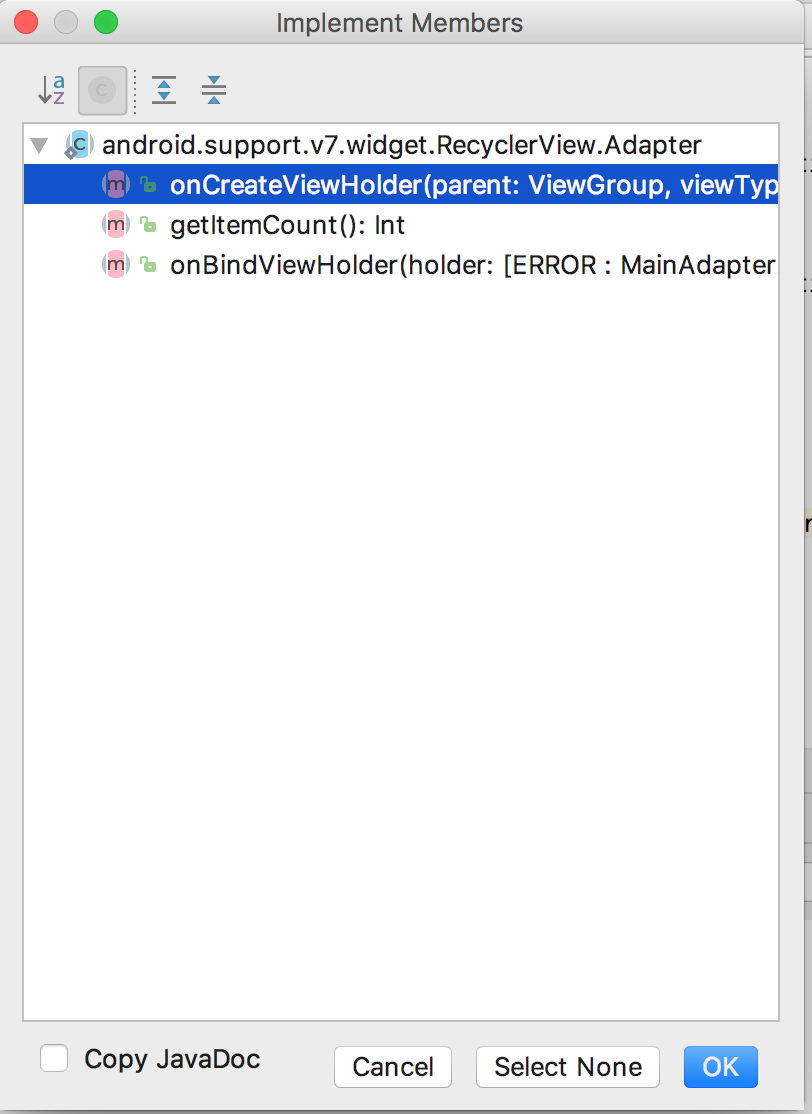 Implement Members
a
z
C
C android.support.v7.widget.RecyclerView.Adapter
m onCreateViewHolder(parent: ViewGroup, viewTyp
m getItemCount(): Int
m onBindViewHolder(holder: [ERROR : MainAdapter
Copy JavaDoc
Cancel
Select None
OK